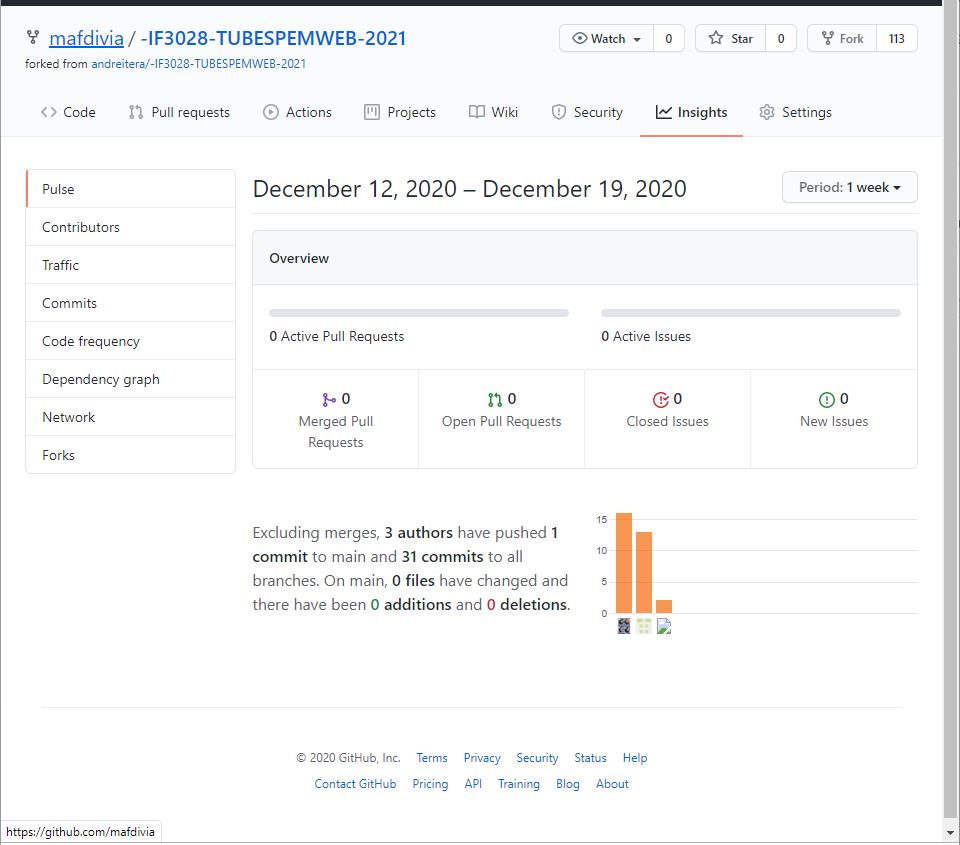 mafdivia / -IF3028-TUBESPEMWEB-2021
Watch 0 Star 0 Fork 113
forked from andreitera/-IF3028-TUBESPEMWEB-2021
Code Pull requests Actions Projects Wiki Security Insights Settings
Pulse
Contributors
Traffic
Commits
Code frequency
Dependency graph
Network
Forks
December 12, 2020 – December 19, 2020
Period: 1 week
Overview
0 Active Pull Requests
0 Active Issues
0
Merged Pull
Requests
0
Open Pull Requests
0
Closed Issues
0
New Issues
Excluding merges, 3 authors have pushed 1
commit to main and 31 commits to all
branches. On main, 0 files have changed and
there have been 0 additions and 0 deletions.
15
10
5
0
© 2020 GitHub, Inc. Terms Privacy Security Status Help
Contact GitHub Pricing API Training Blog About
https://github.com/mafdivia